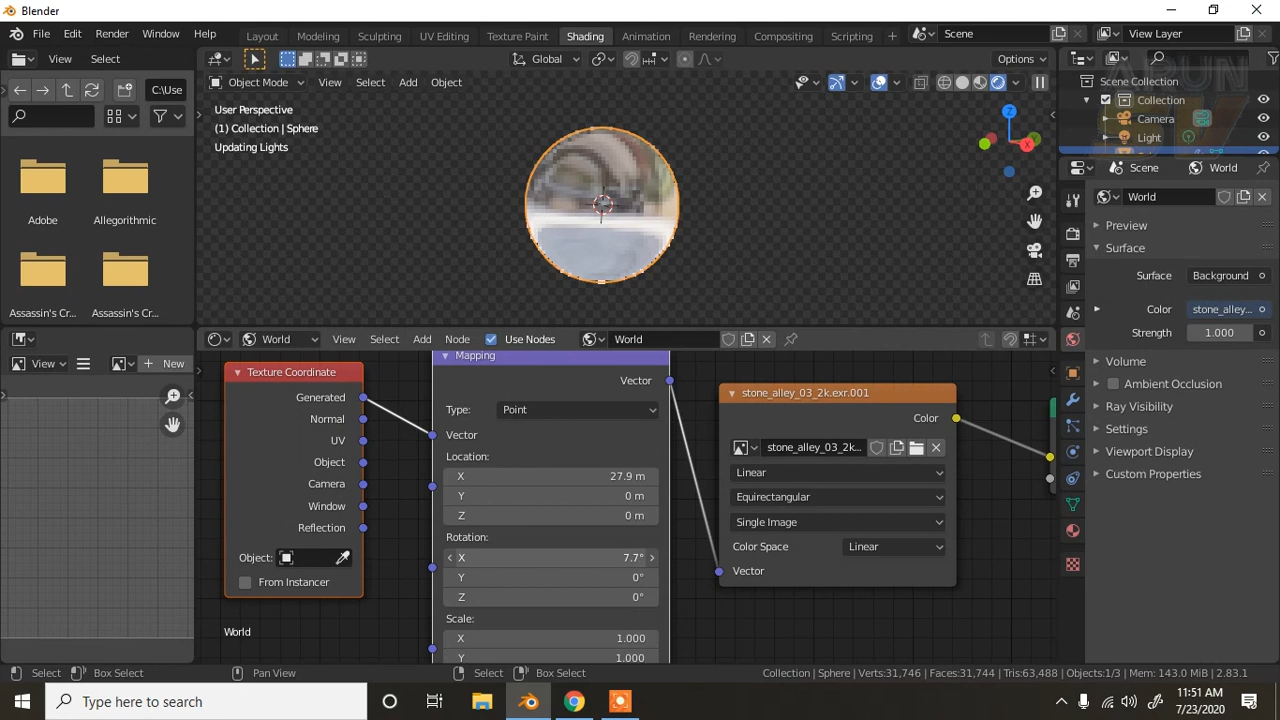 Blender
File Edit Render Window Help Layout Modeling Sculpting UV Editing Texture Paint Shading Animation Rendering Compositing Scripting + Scene View Layer
View Select Global Options
C:\Use Object Mode View Select Add Object Scene Collection
User Perspective
(1) Collection | Sphere
Updating Lights
Collection
Camera
Light
Z
X
Adobe Allegorithmic
Assassin's Cr... Assassin's Cr...
Scene World
World
Preview
Surface
Surface Background
Color stone_alley...
Strength 1.000
Volume
Ambient Occlusion
Ray Visibility
Settings
Viewport Display
Custom Properties
View New
World View Select Add Node Use Nodes World
Texture Coordinate
Generated
Normal
UV
Object
Camera
Window
Reflection
Object:
From Instancer
World
Mapping
Vector
Type: Point
Vector
Location:
X 27.9 m
Y 0 m
Z 0 m
Rotation:
X 7.7°
Y 0°
Z 0°
Scale:
X 1.000
Y 1.000
stone_alley_03_2k.exr.001
Color
stone_alley_03_2k...
Linear
Equirectangular
Single Image
Color Space Linear
Vector
Select Box Select Pan View Select Box Select Collection | Sphere | Verts:31,746 | Faces:31,744 | Tris:63,488 | Objects:1/3 | Mem: 143.0 MiB | 2.83.1
Type here to search
11:51 AM
7/23/2020